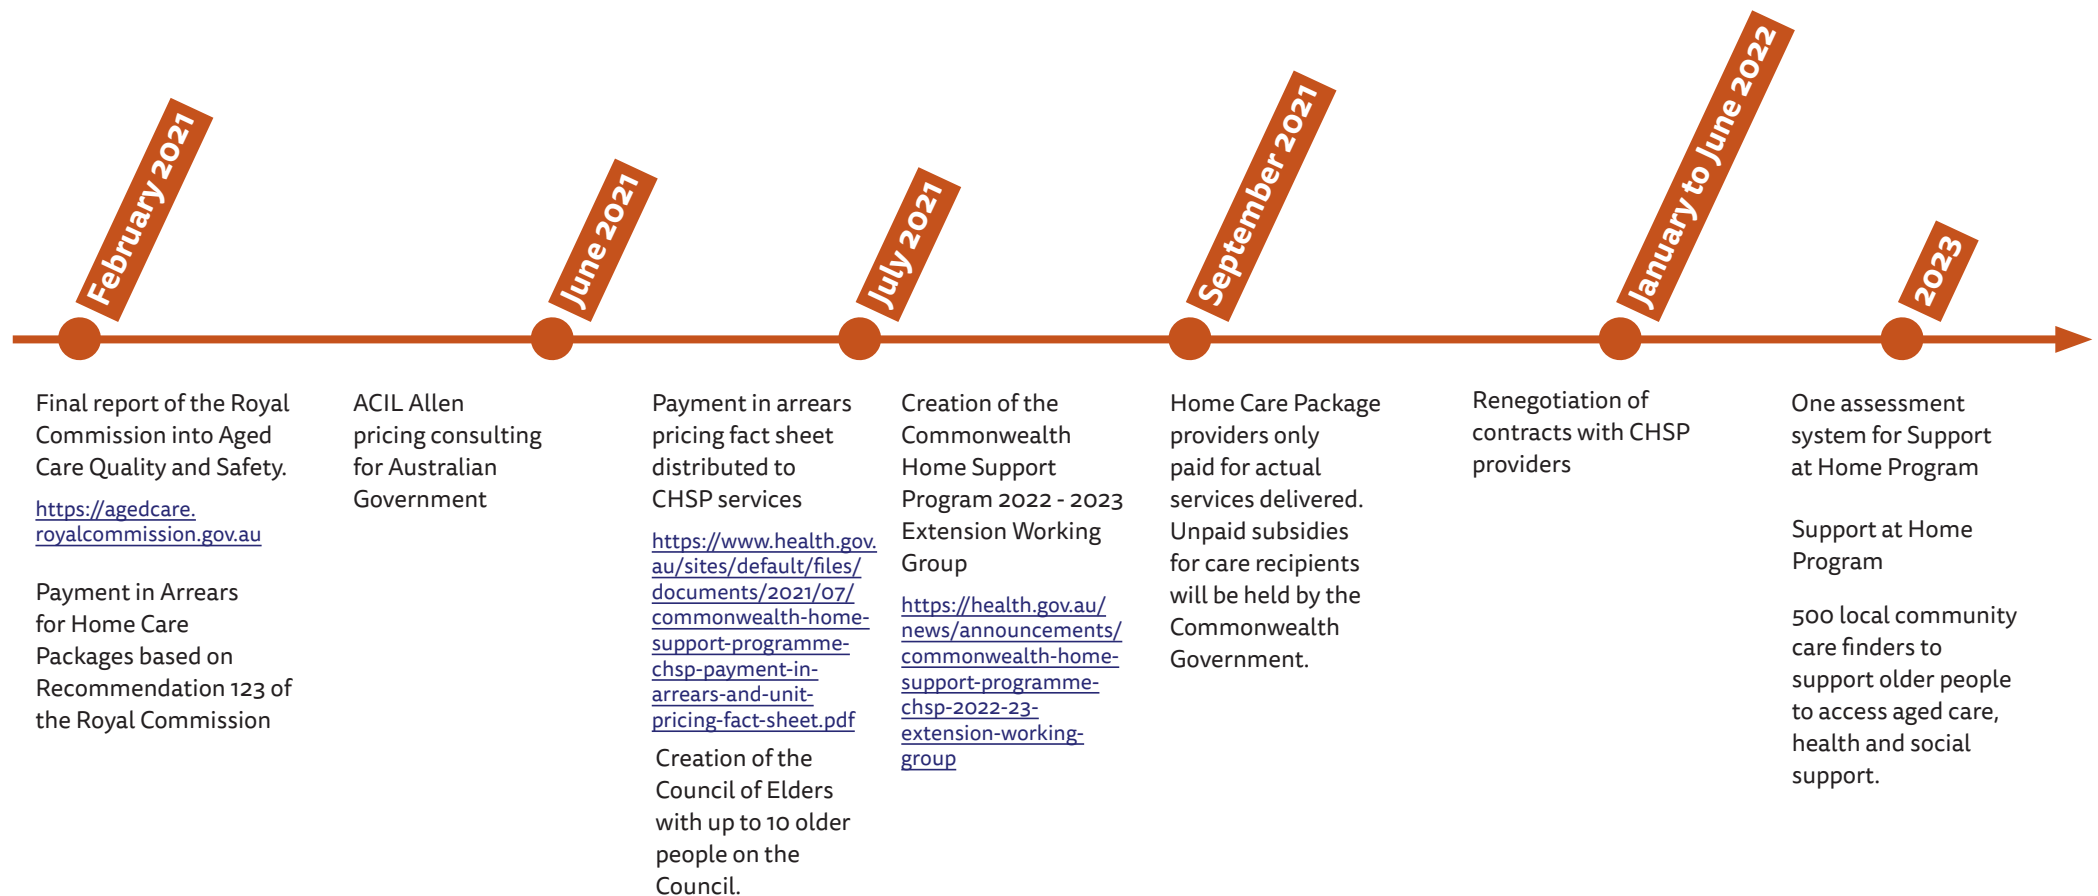 February 2021
June 2021
July 2021
September 2021
January to June 2022
2023
Final report of the Royal
Commission into Aged
Care Quality and Safety.
https://agedcare.
royalcommission.gov.au
Payment in Arrears
for Home Care
Packages based on
Recommendation 123 of
the Royal Commission
ACIL Allen
pricing consulting
for Australian
Government
Payment in arrears
pricing fact sheet
distributed to
CHSP services
https://www.health.gov.
au/sites/default/files/
documents/2021/07/
commonwealth-home-
support-programme-
chsp-payment-in-
arrears-and-unit-
pricing-fact-sheet.pdf
Creation of the
Council of Elders
with up to 10 older
people on the
Council.
Creation of the
Commonwealth
Home Support
Program 2022 - 2023
Extension Working
Group
https://health.gov.au/
news/announcements/
commonwealth-home-
support-programme-
chsp-2022-23-
extension-working-
group
Home Care Package
providers only
paid for actual
services delivered.
Unpaid subsidies
for care recipients
will be held by the
Commonwealth
Government.
Renegotiation of
contracts with CHSP
providers
One assessment
system for Support
at Home Program
Support at Home
Program
500 local community
care finders to
support older people
to access aged care,
health and social
support.